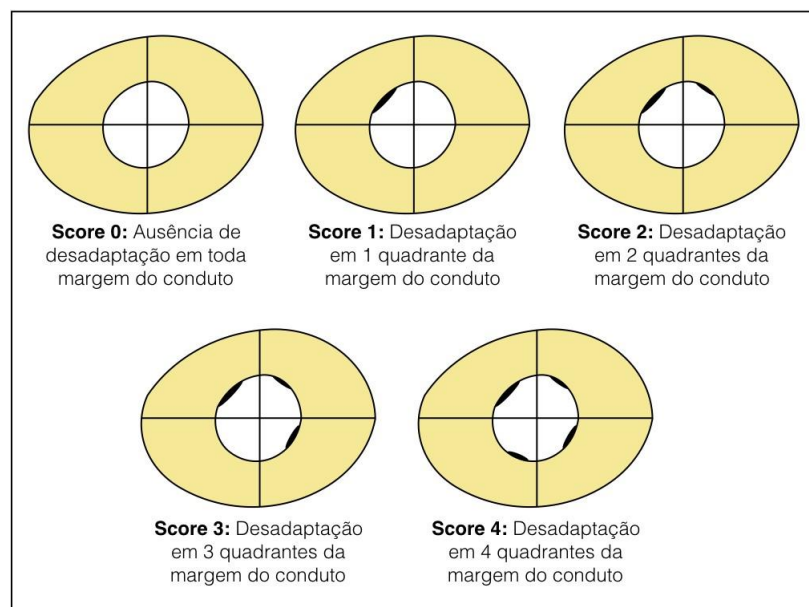 Score 0: Ausência de
desadaptação em toda
margem do conduto
Score 1: Desadaptação
em 1 quadrante da
margem do conduto
Score 2: Desadaptação
em 2 quadrantes da
margem do conduto
Score 3: Desadaptação
em 3 quadrantes da
margem do conduto
Score 4: Desadaptação
em 4 quadrantes da
margem do conduto